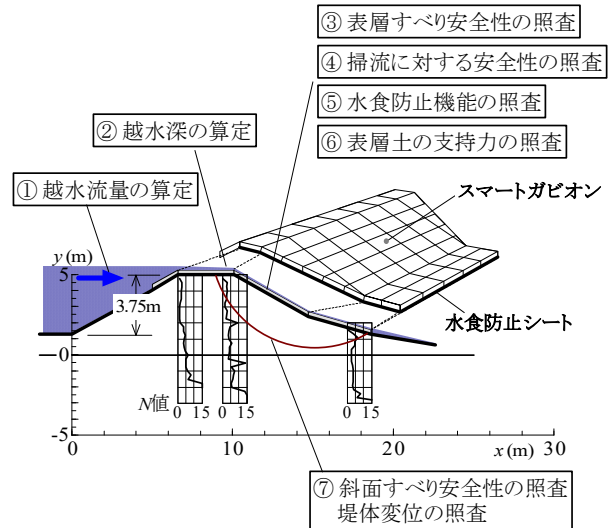 ③ 表層すべり安全性の照査
④ 掃流に対する安全性の照査
⑤ 水食防止機能の照査
⑥ 表層土の支持力の照査
② 越水深の算定
① 越水流量の算定
スマートガビオン
水食防止シート
y (m)
5
3.75m
0
-5
N値
0 15
0 15
0 15
0
10
20
x (m)
30
⑦ 斜面すべり安全性の照査
堤体変位の照査